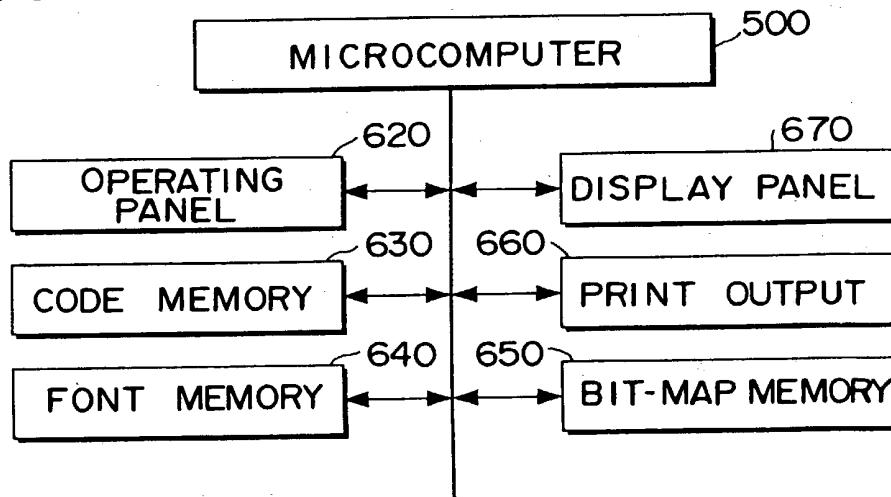 500
MICROCOMPUTER
620
670
OPERATING
PANEL
DISPLAY PANEL
630
660
CODE MEMORY
PRINT OUTPUT
640
650
FONT MEMORY
BIT-MAP MEMORY